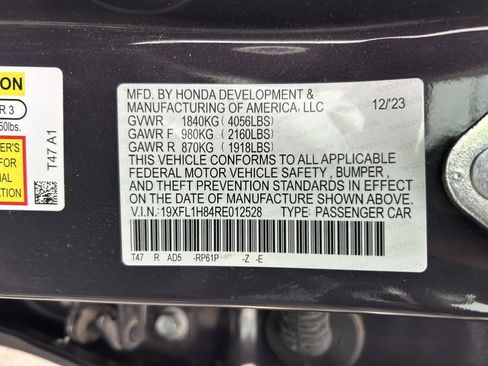 MFD. BY HONDA DEVELOPMENT &
MANUFACTURING OF AMERICA, LLC 12/'23
GVWR 1840KG (4056LBS)
GAWR F 980KG (2160LBS)
GAWR R 870KG (1918LBS)
THIS VEHICLE CONFORMS TO ALL APPLICABLE
FEDERAL MOTOR VEHICLE SAFETY, BUMPER,
AND THEFT PREVENTION STANDARDS IN EFFECT
ON THE DATE OF MANUFACTURE SHOWN ABOVE.
V.I.N.:19XFL1H84RE012528 TYPE: PASSENGER CAR
T47 R AD5 -RP61P -Z -E
R 3
50lbs.
T47 A1